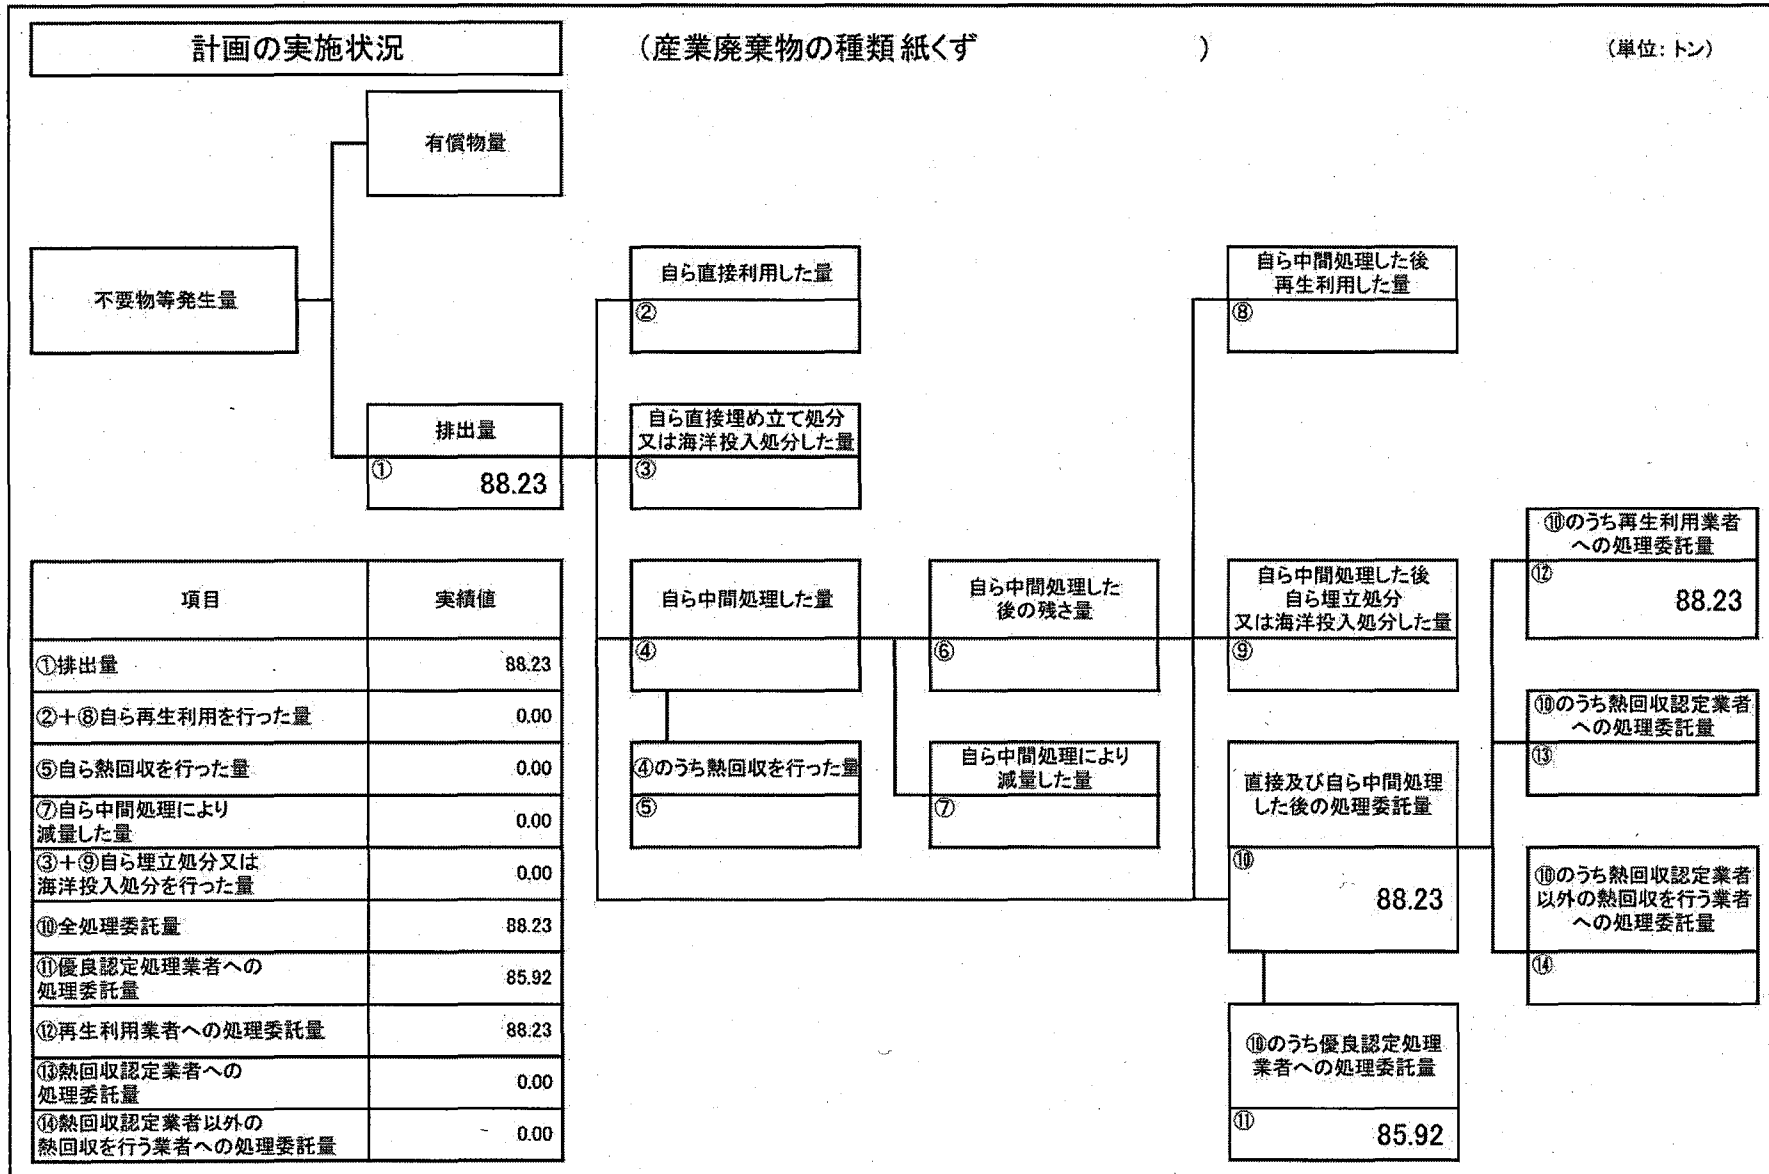 計画の実施状況
（産業廃棄物の種類 紙くず　　　　　　　　）
（単位：トン）
有償物量
不要物等発生量
自ら直接利用した量
②
自ら中間処理した後
再生利用した量
⑧
排出量
①
88.23
自ら直接埋め立て処分
又は海洋投入処分した量
③
⑩のうち再生利用業者
への処理委託量
⑫
88.23
自ら中間処理した量
④
自ら中間処理した
後の残さ量
⑥
自ら中間処理した後
自ら埋立処分
又は海洋投入処分した量
⑨
⑩のうち熱回収認定業者
への処理委託量
⑬
④のうち熱回収を行った量
⑤
自ら中間処理により
減量した量
⑦
直接及び自ら中間処理
した後の処理委託量
⑩
88.23
⑩のうち熱回収認定業者
以外の熱回収を行う業者
への処理委託量
⑭
⑩のうち優良認定処理
業者への処理委託量
⑪
85.92
項目 実績値
①排出量 88.23
②＋⑧自ら再生利用を行った量 0.00
⑤自ら熱回収を行った量 0.00
⑦自ら中間処理により
減量した量 0.00
③＋⑨自ら埋立処分又は
海洋投入処分を行った量 0.00
⑩全処理委託量 88.23
⑪優良認定処理業者への
処理委託量 85.92
⑫再生利用業者への処理委託量 88.23
⑬熱回収認定業者への
処理委託量 0.00
⑭熱回収認定業者以外の
熱回収を行う業者への処理委託量 0.00